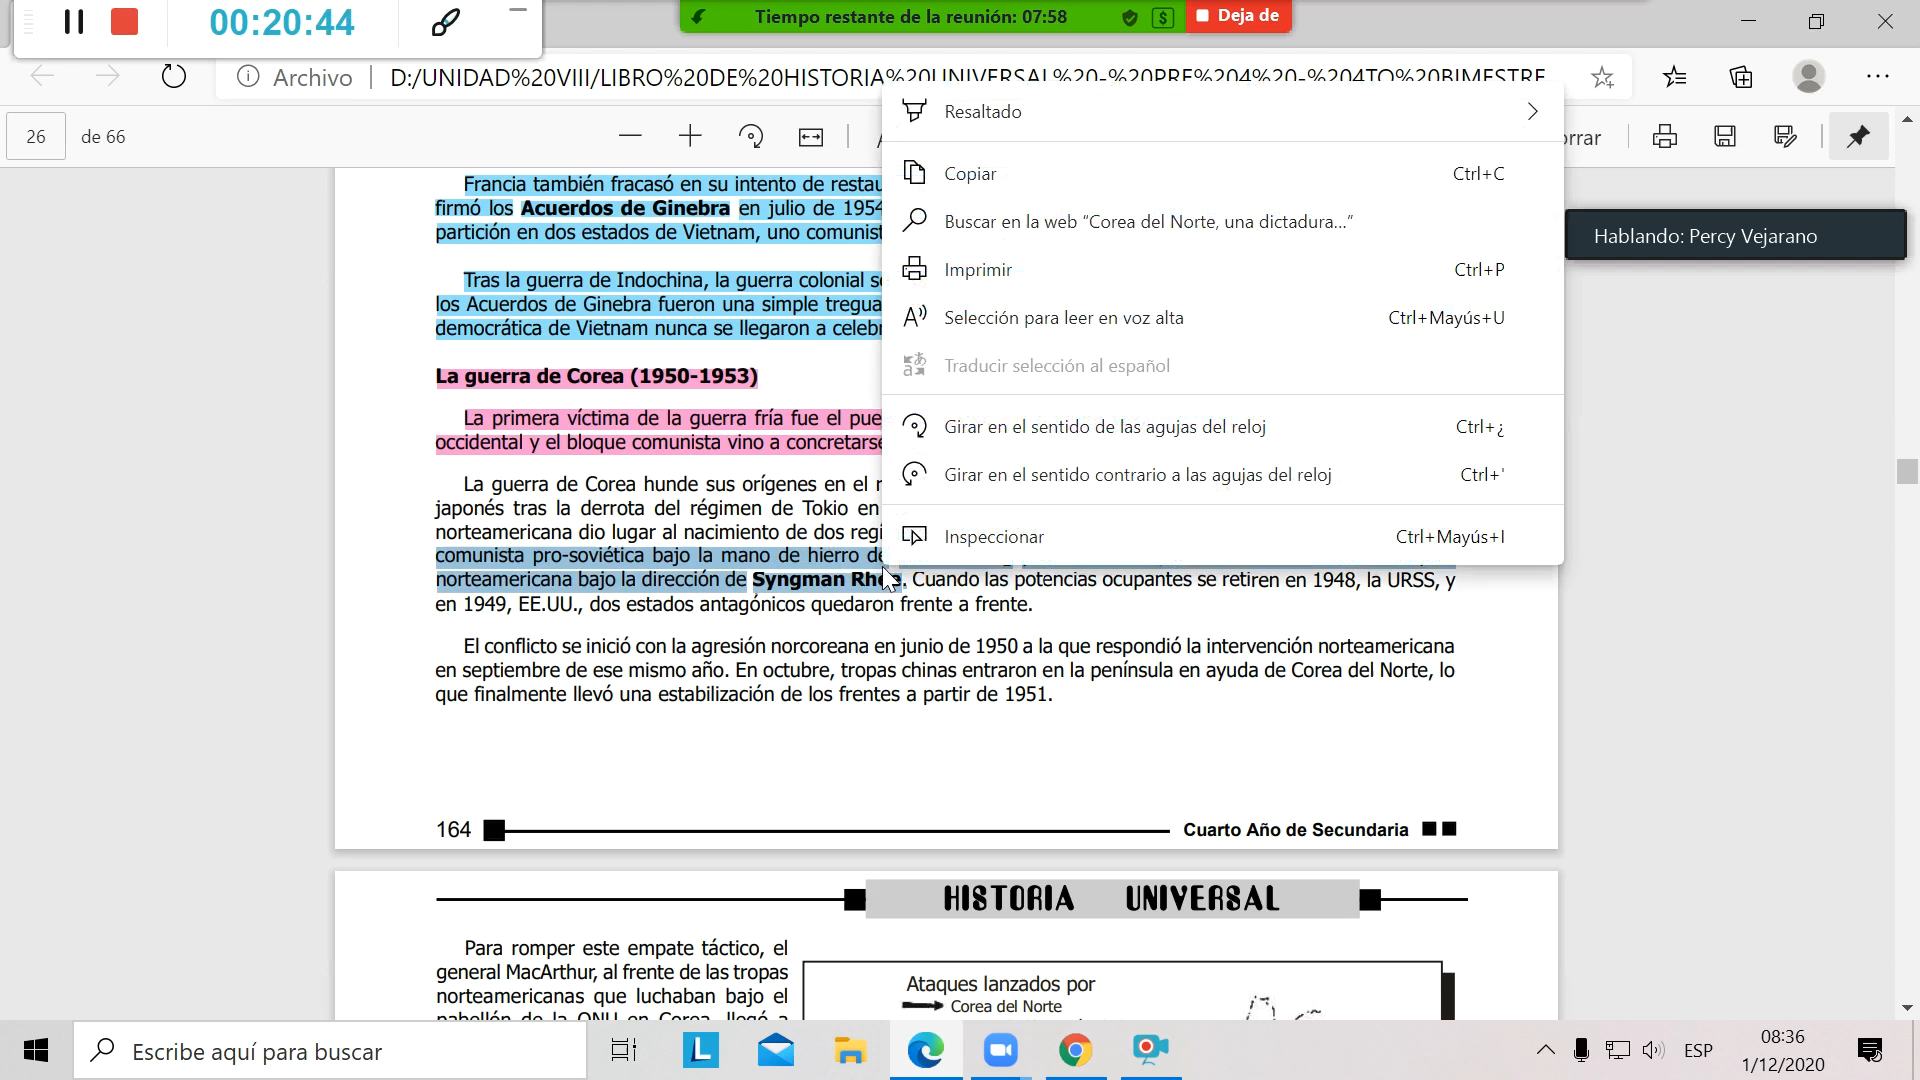 00:20:44
Tiempo restante de la reunión: 07:58
Deja de
Archivo
D:/UNIDAD%20VIII/LIBRO%20DE%20HISTORIA%20UNIVERSAL%20-%20PRE%204%20-%204TO%20BIMESTRE
26
de 66
Resaltado
Copiar Ctrl+C
Buscar en la web “Corea del Norte, una dictadura...”
Imprimir Ctrl+P
Selección para leer en voz alta Ctrl+Mayús+U
Traducir selección al español
Girar en el sentido de las agujas del reloj Ctrl+¿
Girar en el sentido contrario a las agujas del reloj Ctrl+'
Inspeccionar Ctrl+Mayús+I
Hablando: Percy Vejarano
Francia también fracasó en su intento de restau
firmó los Acuerdos de Ginebra en julio de 1954
partición en dos estados de Vietnam, uno comunist
Tras la guerra de Indochina, la guerra colonial se
los Acuerdos de Ginebra fueron una simple tregua
democrática de Vietnam nunca se llegaron a celebr
La guerra de Corea (1950-1953)
La primera víctima de la guerra fría fue el pue
occidental y el bloque comunista vino a concretarse
La guerra de Corea hunde sus orígenes en el r
japonés tras la derrota del régimen de Tokio en
norteamericana dio lugar al nacimiento de dos regí
comunista pro-soviética bajo la mano de hierro de
norteamericana bajo la dirección de Syngman Rhee. Cuando las potencias ocupantes se retiren en 1948, la URSS, y
en 1949, EE.UU., dos estados antagónicos quedaron frente a frente.
El conflicto se inició con la agresión norcoreana en junio de 1950 a la que respondió la intervención norteamericana
en septiembre de ese mismo año. En octubre, tropas chinas entraron en la península en ayuda de Corea del Norte, lo
que finalmente llevó una estabilización de los frentes a partir de 1951.
164
Cuarto Año de Secundaria
HISTORIA UNIVERSAL
Para romper este empate táctico, el
general MacArthur, al frente de las tropas
norteamericanas que luchaban bajo el
pabellón de la ONU en Corea, llegó a
Ataques lanzados por
Corea del Norte
Escribe aquí para buscar
ESP
08:36
1/12/2020